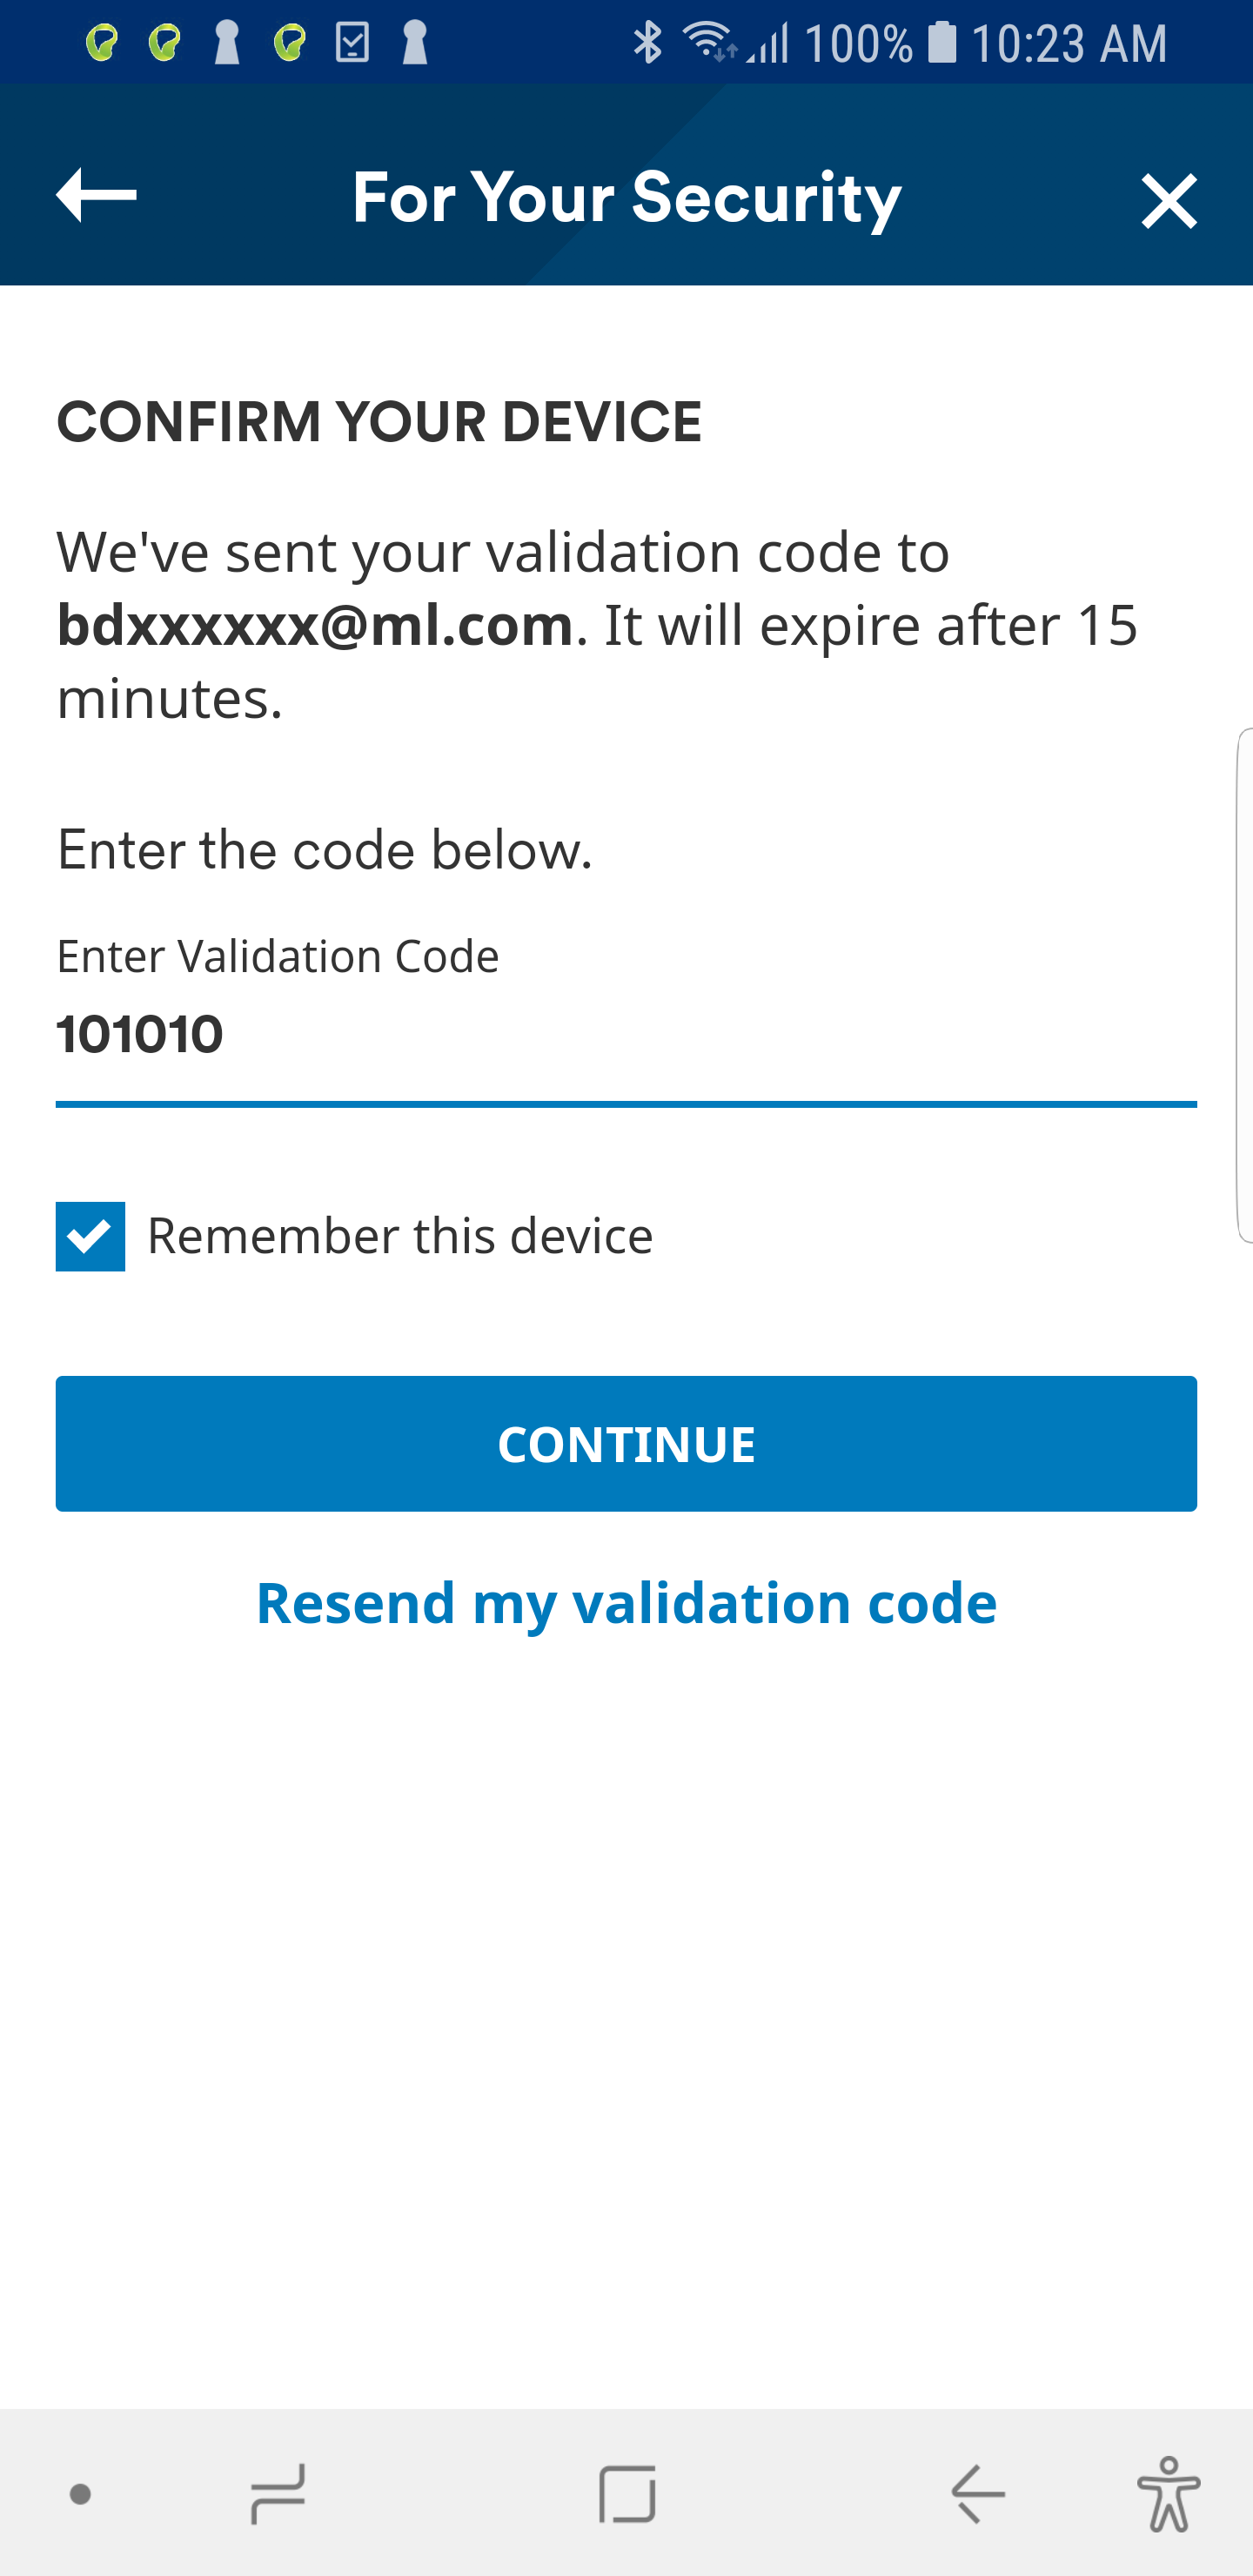 100% 10:23 AM
For Your Security
CONFIRM YOUR DEVICE
We've sent your validation code to
bdxxxxxx@ml.com. It will expire after 15
minutes.
Enter the code below.
Enter Validation Code
101010
Remember this device
CONTINUE
Resend my validation code